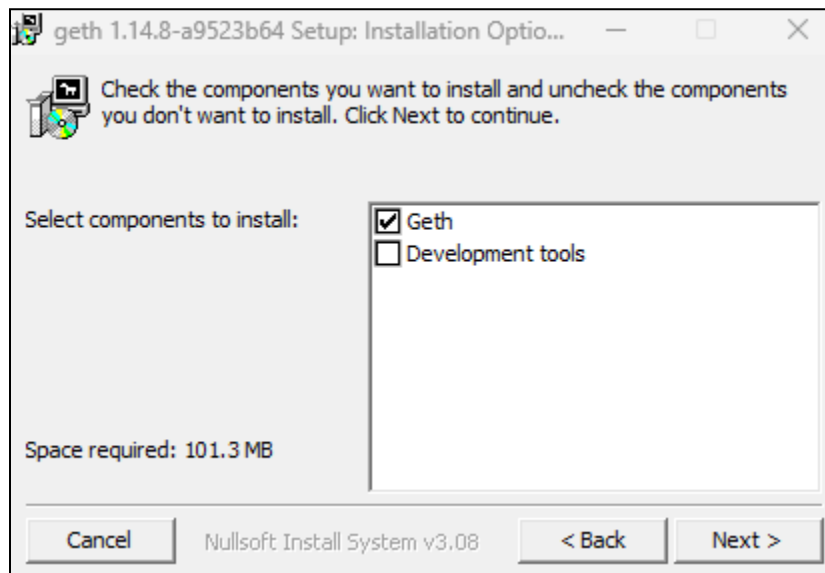 geth 1.14.8-a9523b64 Setup: Installation Optio...
Check the components you want to install and uncheck the components
you don't want to install. Click Next to continue.
Select components to install:
Geth
Development tools
Space required: 101.3 MB
Cancel
Nullsoft Install System v3.08
< Back
Next >